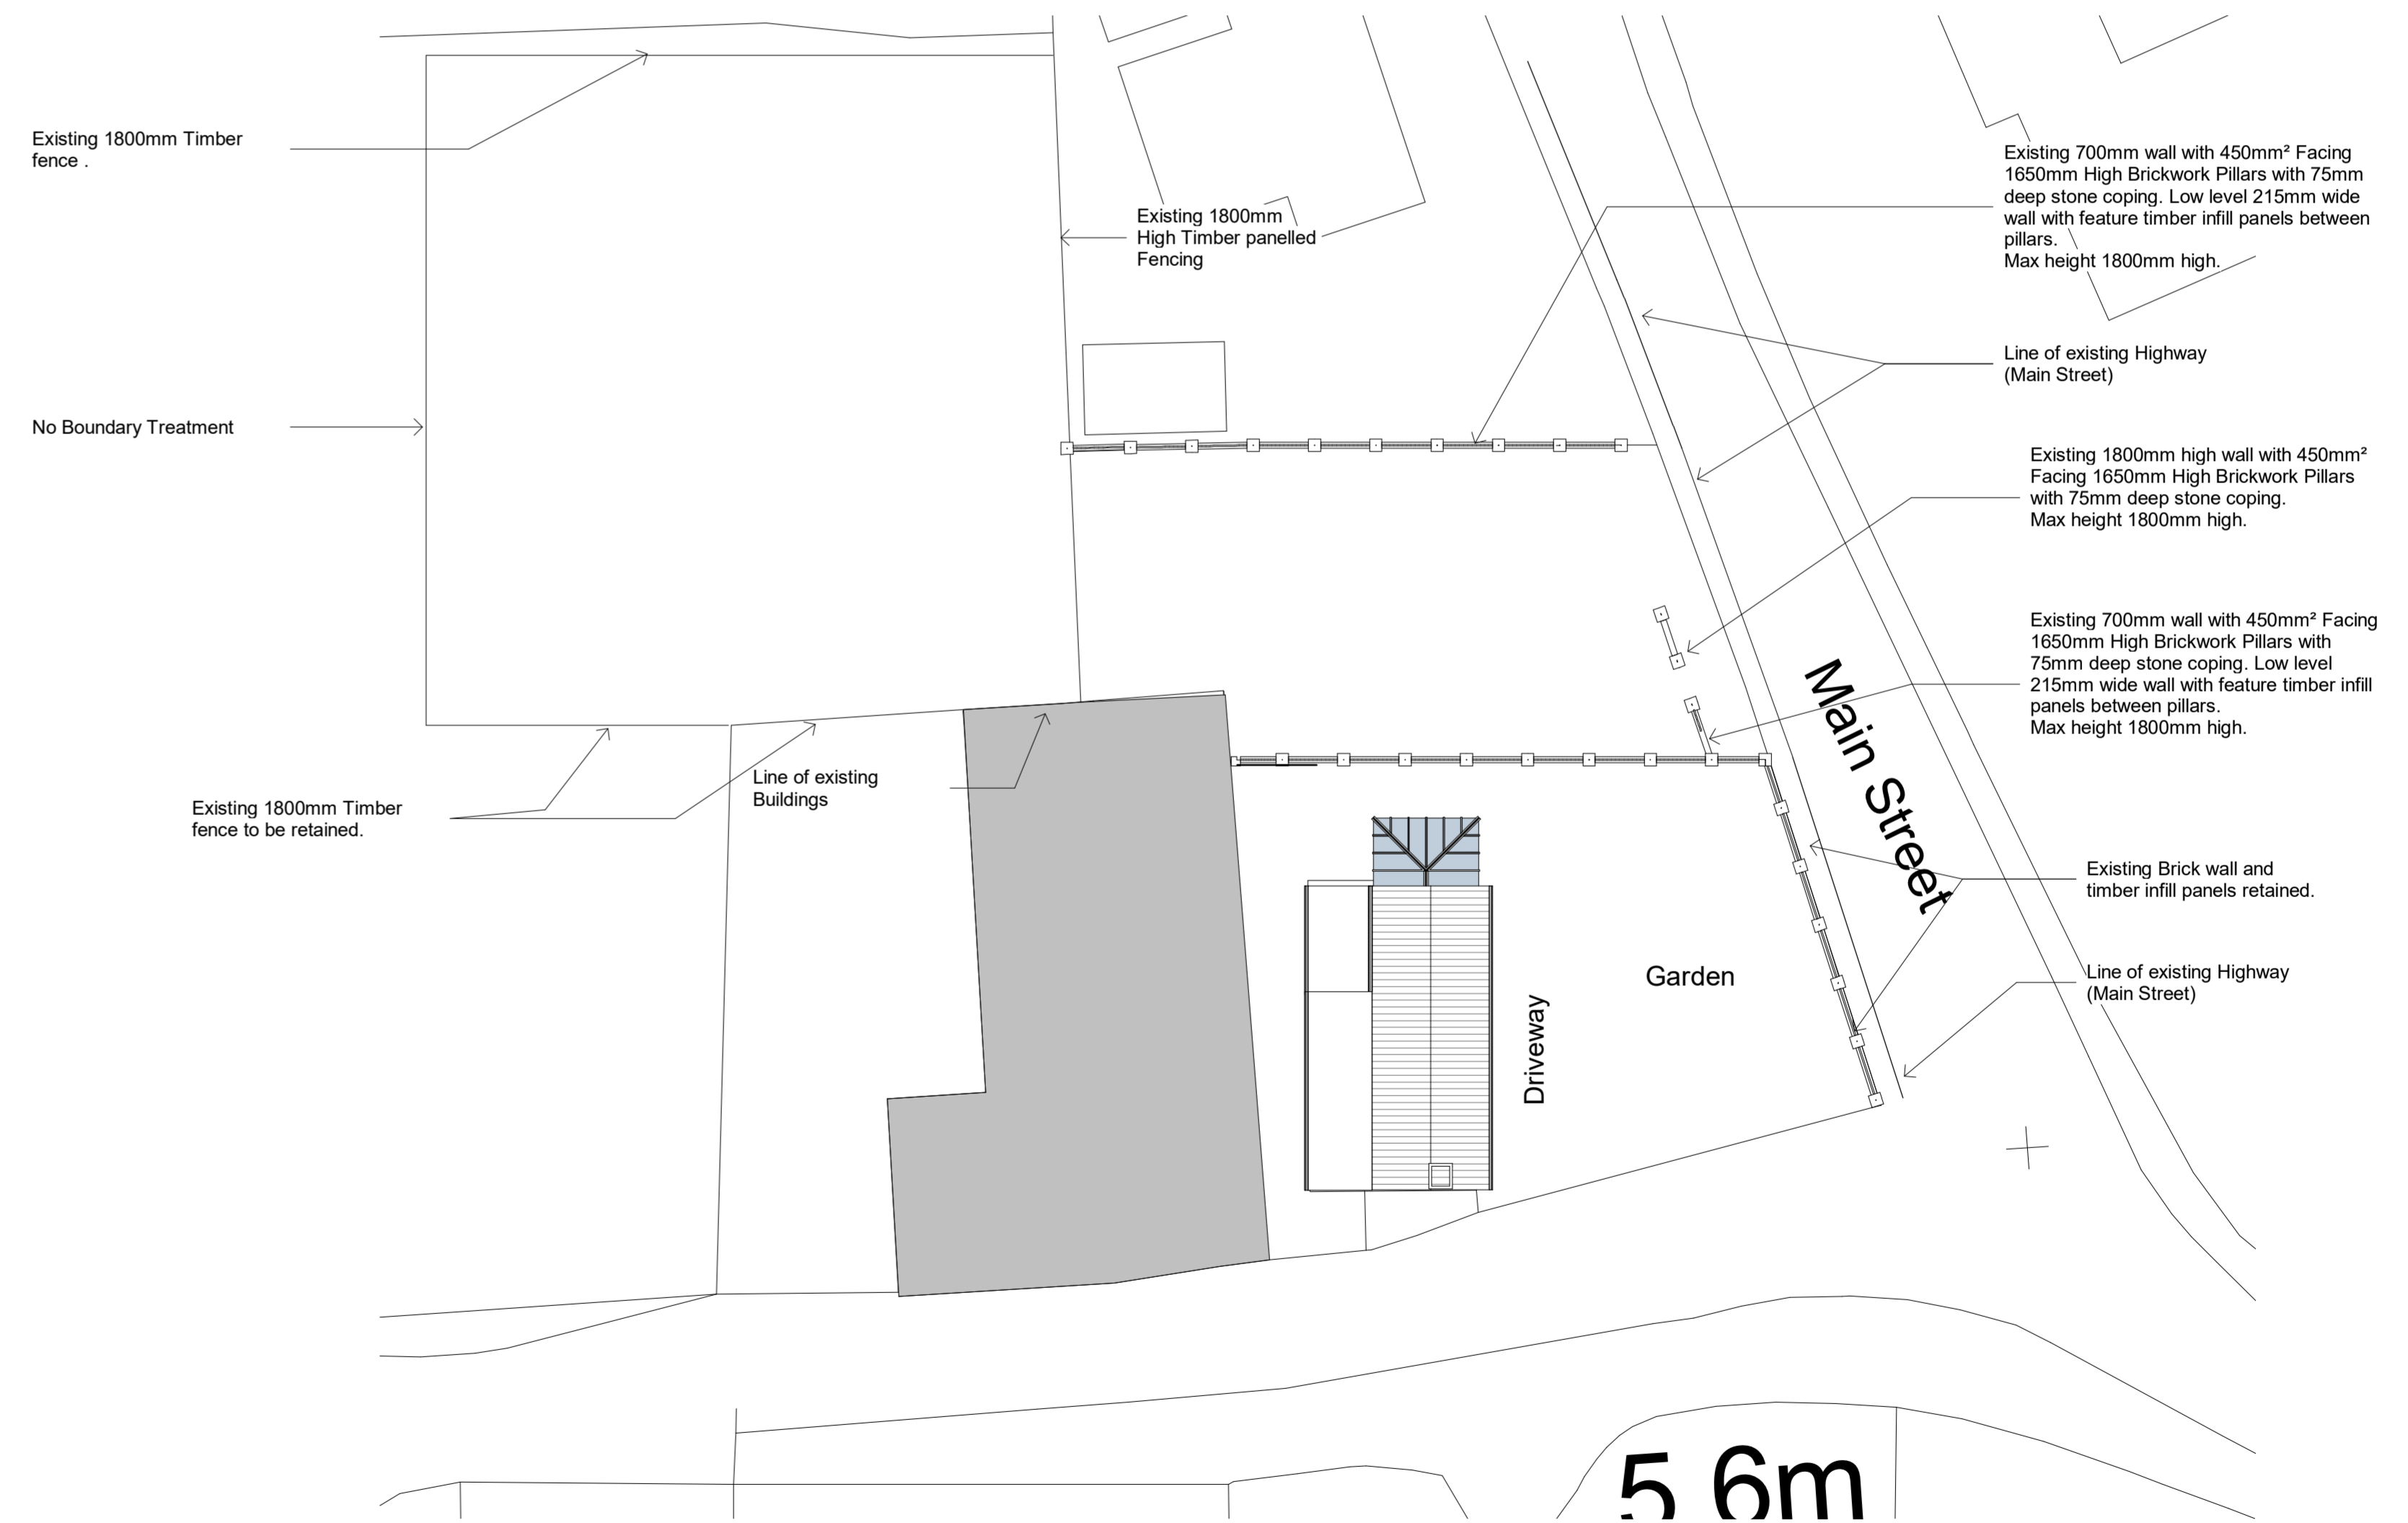 Existing 1800mm Timber
fence .
Existing 1800mm
High Timber panelled
Fencing
Existing 700mm wall with 450mm² Facing
1650mm High Brickwork Pillars with 75mm
deep stone coping. Low level 215mm wide
wall with feature timber infill panels between
pillars.
Max height 1800mm high.
Line of existing Highway
(Main Street)
No Boundary Treatment
Existing 1800mm high wall with 450mm²
Facing 1650mm High Brickwork Pillars
with 75mm deep stone coping.
Max height 1800mm high.
Existing 700mm wall with 450mm² Facing
1650mm High Brickwork Pillars with
75mm deep stone coping. Low level
215mm wide wall with feature timber infill
panels between pillars.
Max height 1800mm high.
Main Street
Line of existing
Buildings
Existing 1800mm Timber
fence to be retained.
Existing Brick wall and
timber infill panels retained.
Garden
Driveway
Line of existing Highway
(Main Street)
5.6m